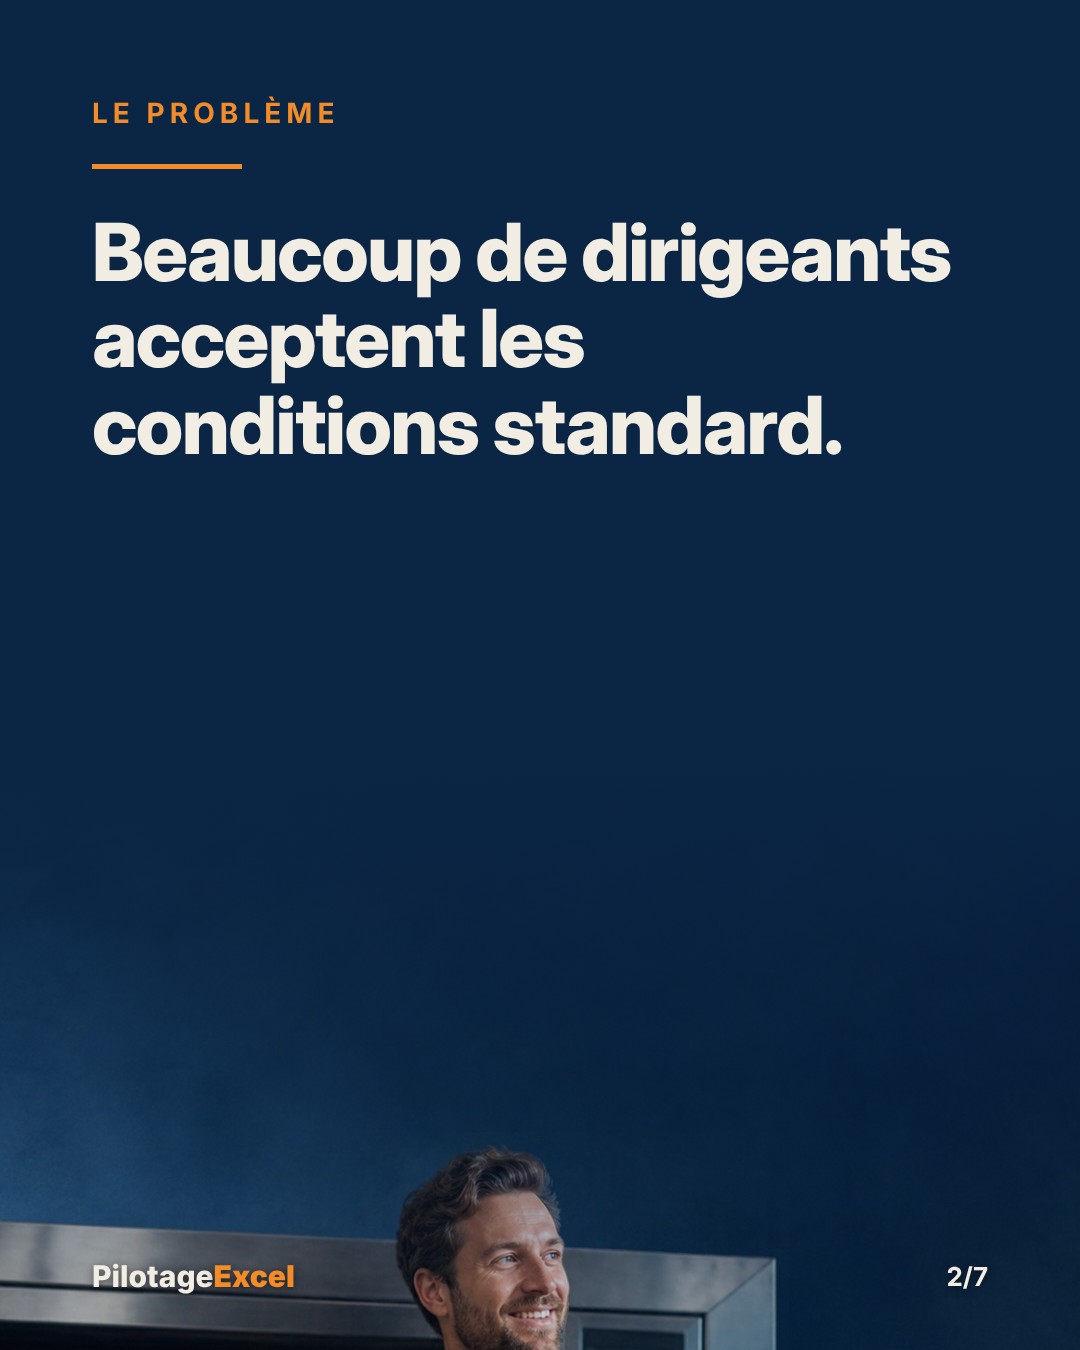 LE PROBLÈME
Beaucoup de dirigeants
acceptent les
conditions standard.
PilotageExcel
2/7